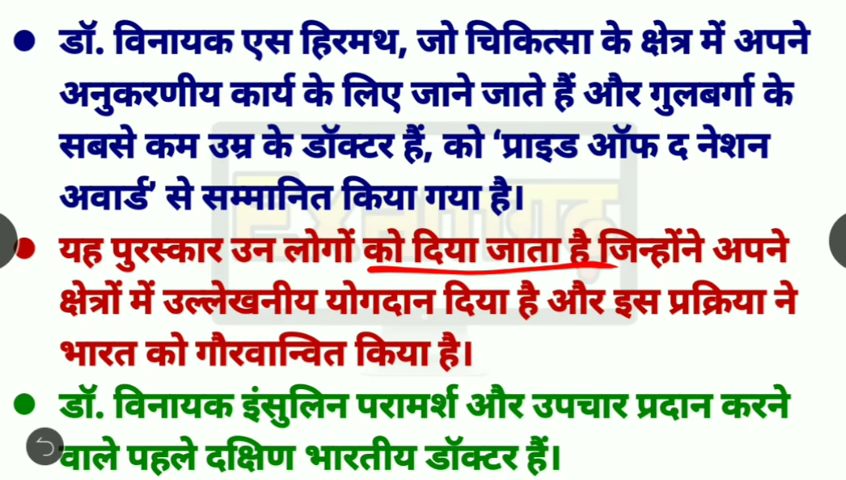 डॉ. विनायक एस हिरमथ, जो चिकित्सा के क्षेत्र में अपने
अनुकरणीय कार्य के लिए जाने जाते हैं और गुलबर्गा के
सबसे कम उम्र के डॉक्टर हैं, को ‘प्राइड ऑफ द नेशन
अवार्ड’ से सम्मानित किया गया है।
यह पुरस्कार उन लोगों को दिया जाता है जिन्होंने अपने
क्षेत्रों में उल्लेखनीय योगदान दिया है और इस प्रक्रिया ने
भारत को गौरवान्वित किया है।
डॉ. विनायक इंसुलिन परामर्श और उपचार प्रदान करने
वाले पहले दक्षिण भारतीय डॉक्टर हैं।